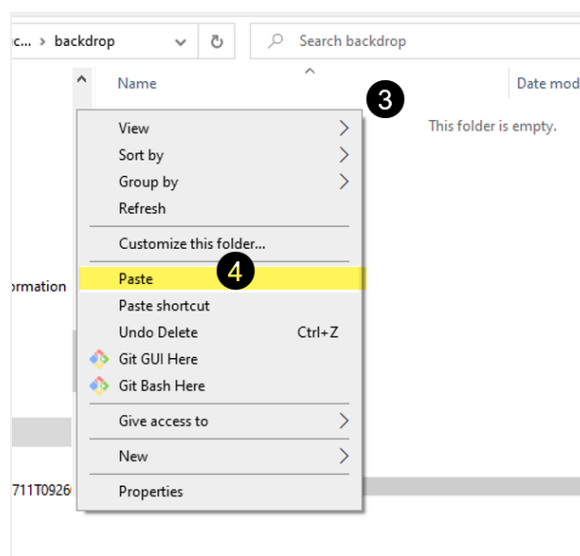 c... > backdrop
Search backdrop
Name
Date mod
3
This folder is empty.
View
Sort by
Group by
Refresh
Customize this folder...
4
Paste
ormation
Paste shortcut
Undo Delete Ctrl+Z
Git GUI Here
Git Bash Here
Give access to
New
711T0926
Properties